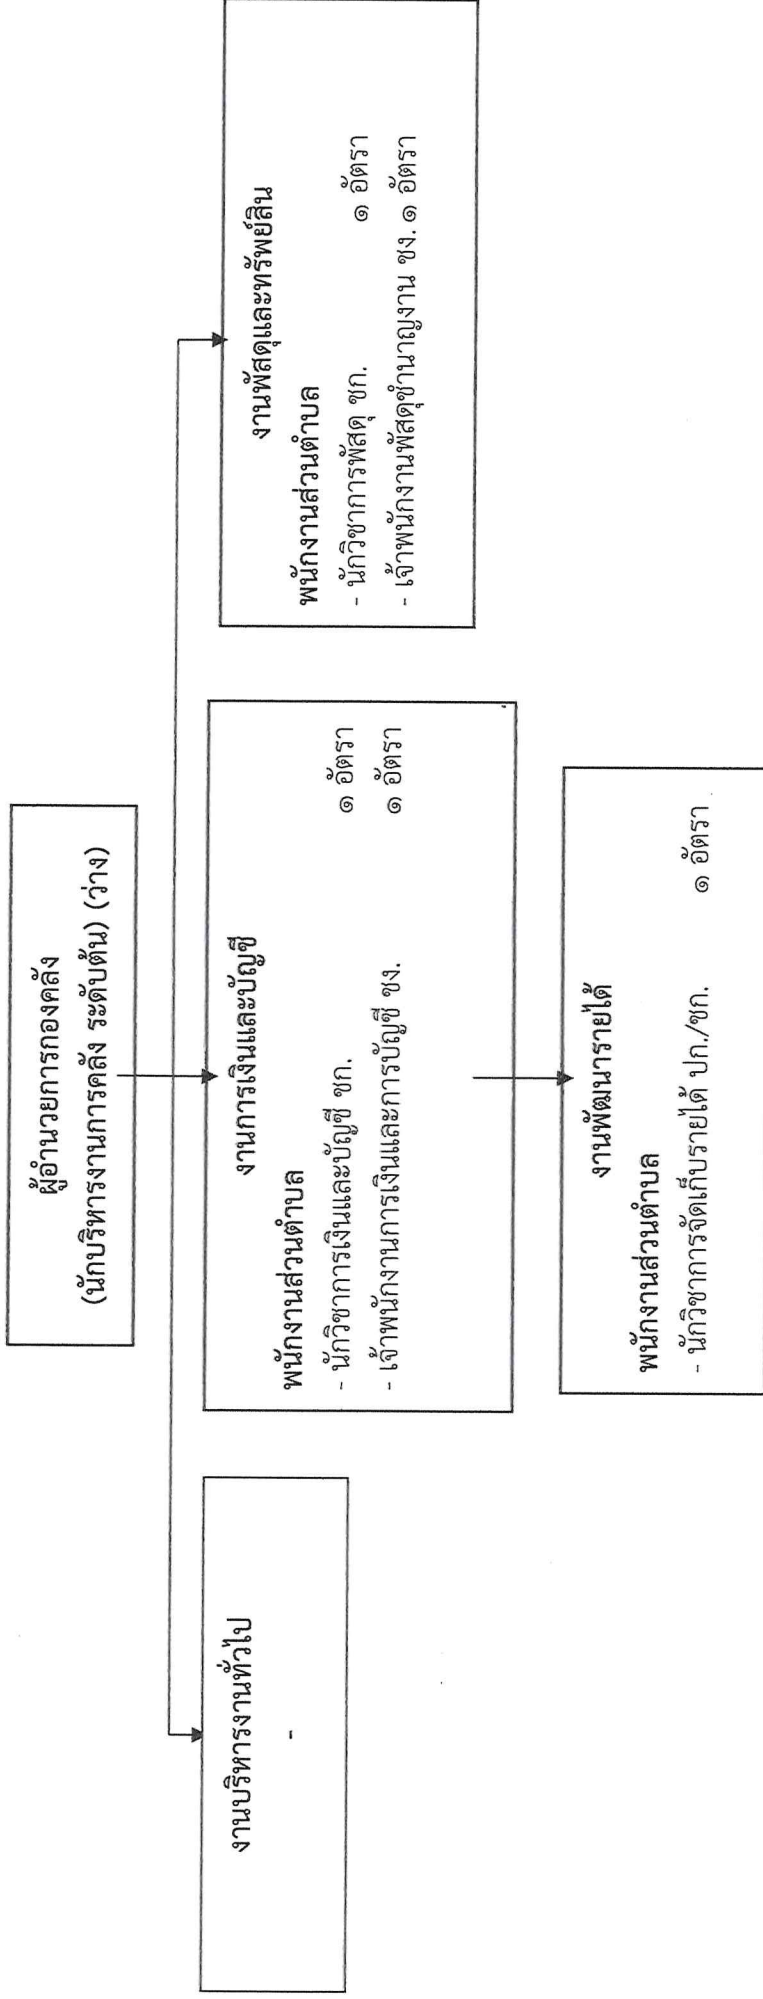 ผู้อำนวยการกองคลัง
(นักบริหารงานการคลัง ระดับต้น) (ว่าง)
งานบริหารงานทั่วไป
-
งานการเงินและบัญชี
พนักงานส่วนตำบล
- นักวิชาการเงินและบัญชี ชก. ๑ อัตรา
- เจ้าพนักงานการเงินและการบัญชี ชง. ๑ อัตรา
งานพัสดุและทรัพย์สิน
พนักงานส่วนตำบล
- นักวิชาการพัสดุ ชก. ๑ อัตรา
- เจ้าพนักงานพัสดุชำนาญงาน ชง. ๑ อัตรา
งานพัฒนารายได้
พนักงานส่วนตำบล
- นักวิชาการจัดเก็บรายได้ ปก./ชก. ๑ อัตรา